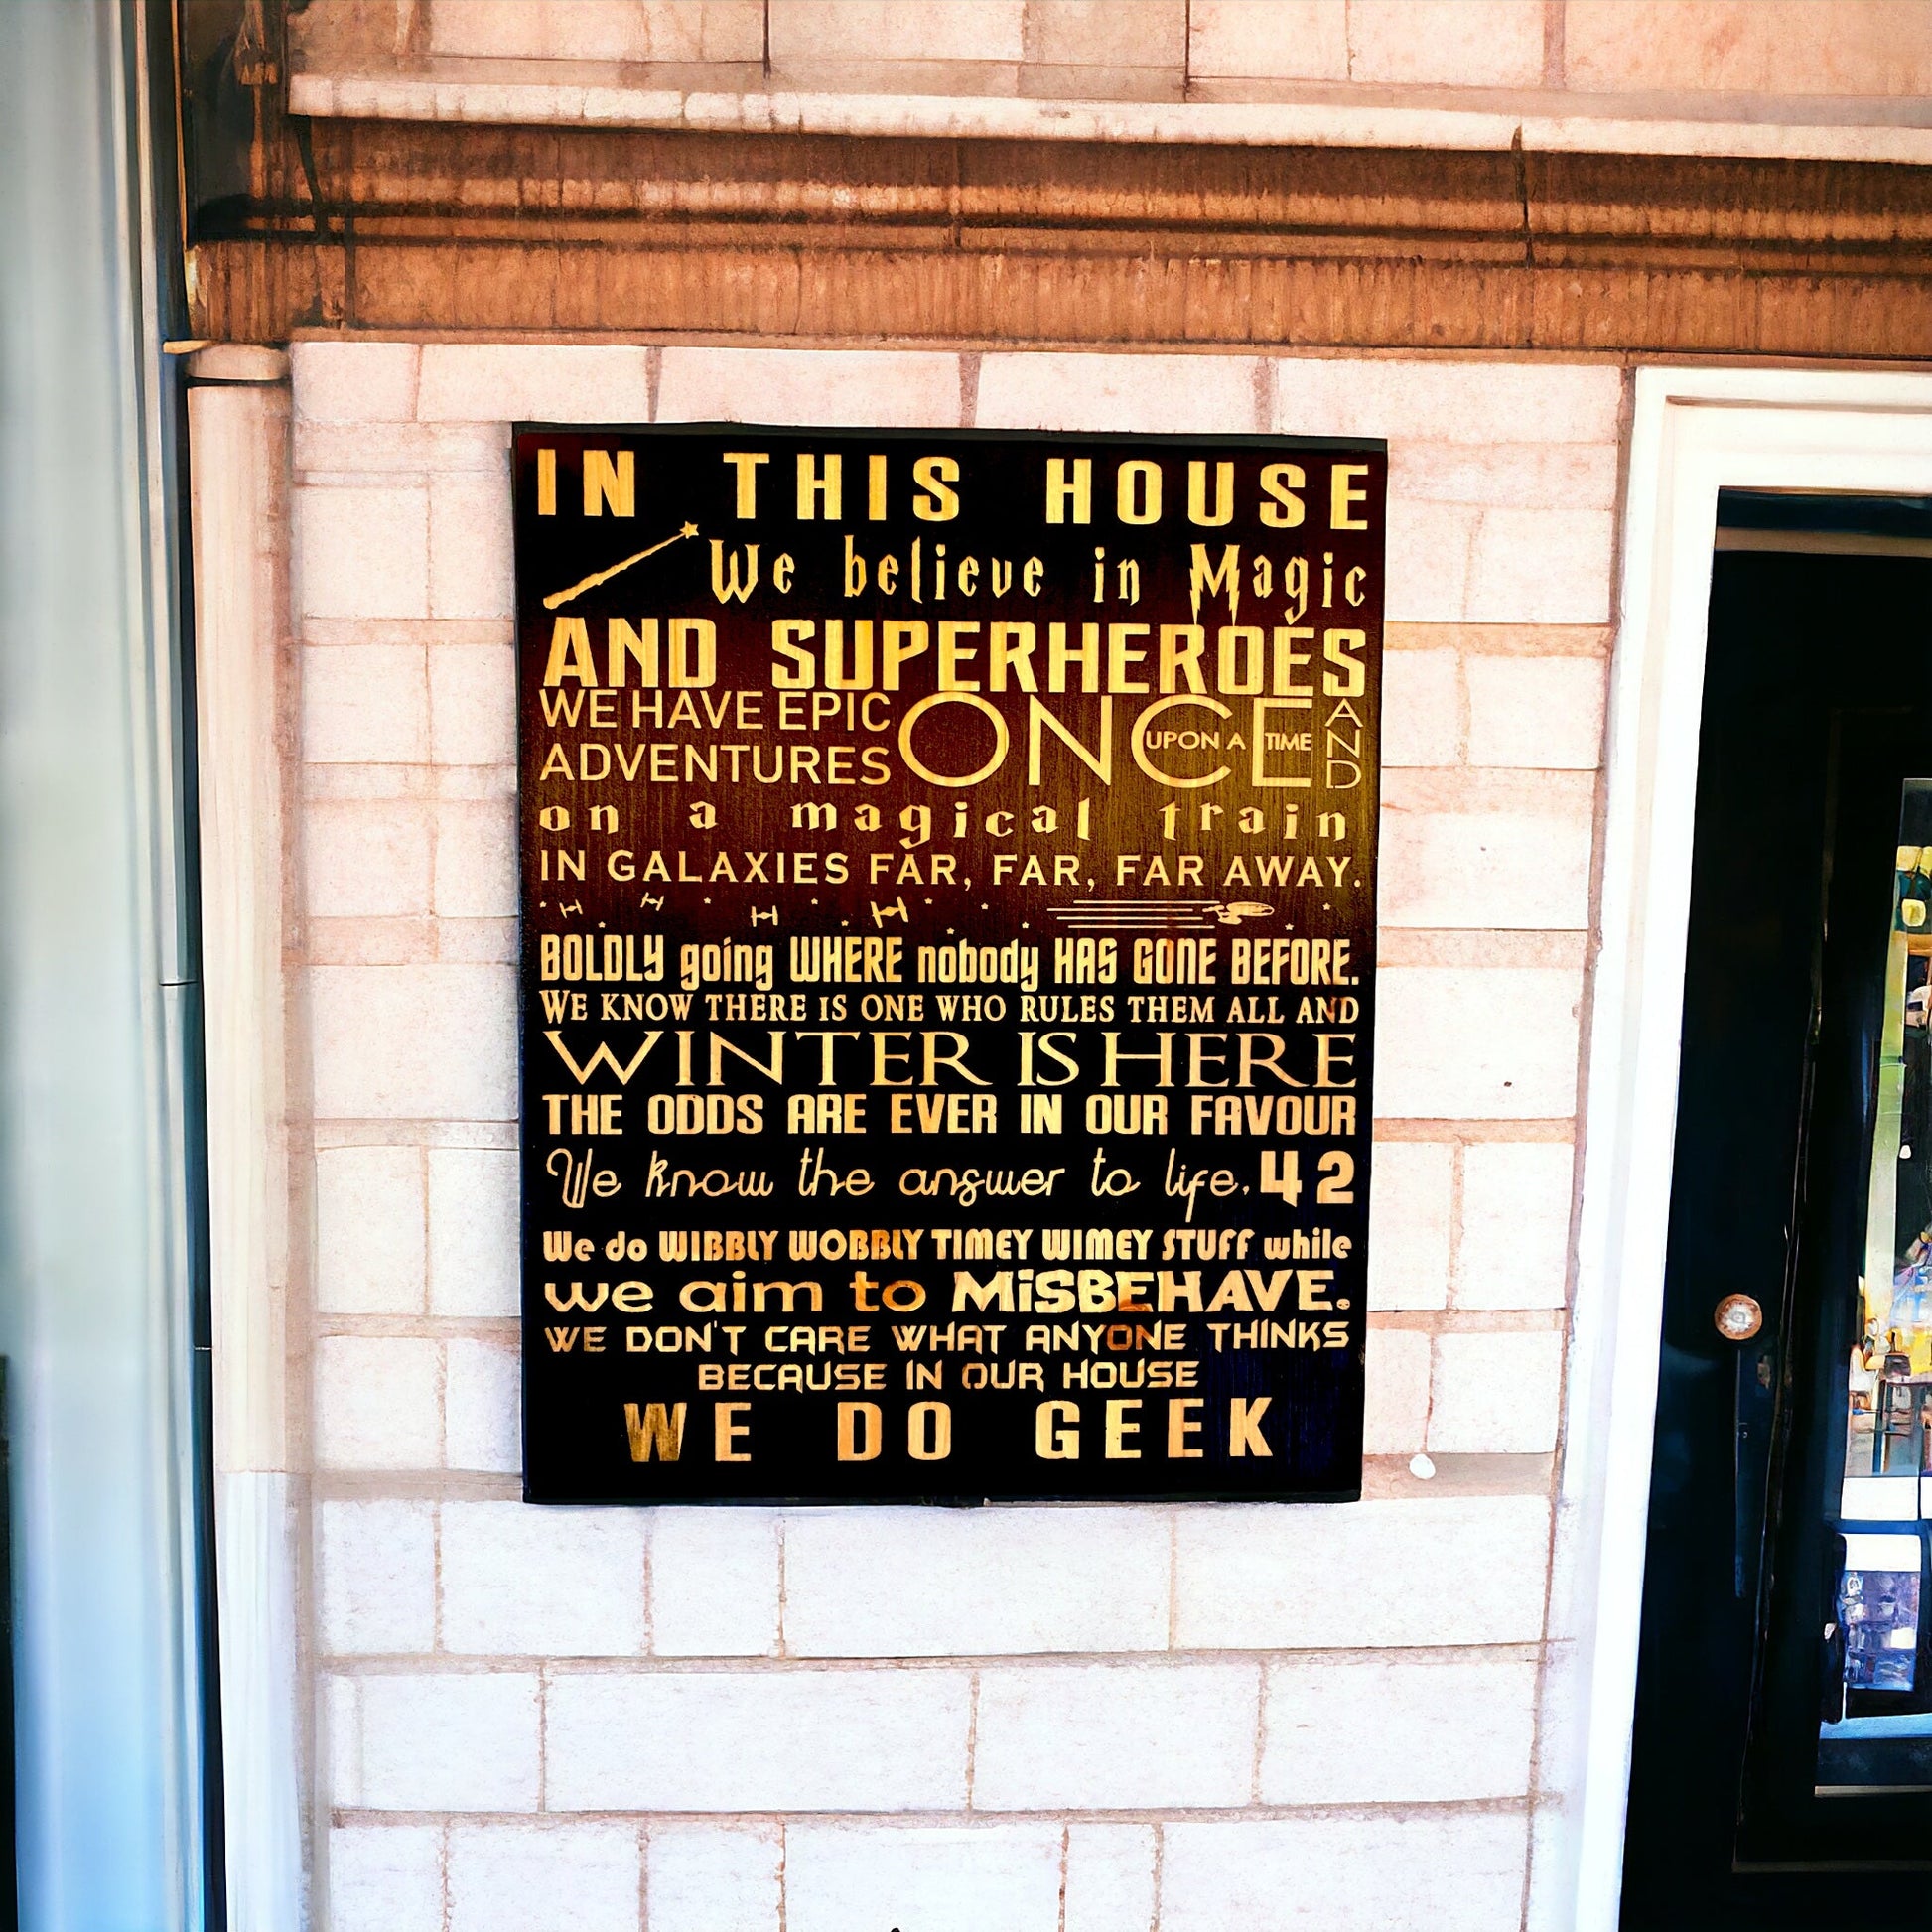 IN THIS HOUSE
We believe in Magic
AND SUPERHEROES
WE HAVE EPIC
ADVENTURES
ONCE
UPON A TIME
AND
on a magical train
IN GALAXIES FAR, FAR, FAR AWAY.
BOLDLY going WHERE nobody HAS GONE BEFORE.
WE KNOW THERE IS ONE WHO RULES THEM ALL AND
WINTER IS HERE
THE ODDS ARE EVER IN OUR FAVOUR
We know the answer to life, 42
We do WIBBLY WOBBLY TIMEY WIMEY STUFF while
we aim to MiSBEHAVE.
WE DON'T CARE WHAT ANYONE THINKS
BECAUSE IN OUR HOUSE
WE DO GEEK